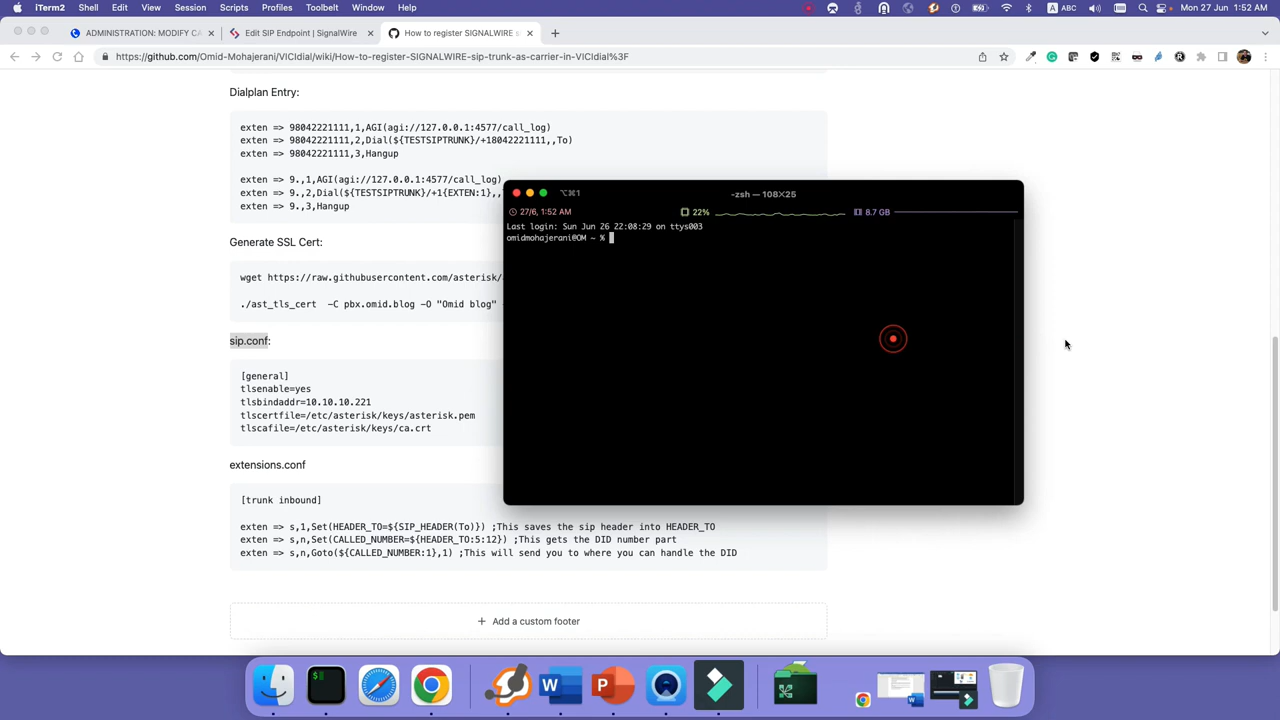 iTerm2 Shell Edit View Session Scripts Profiles Toolbelt Window Help
ABC Mon 27 Jun 1:52 AM
ADMINISTRATION: MODIFY CA
Edit SIP Endpoint | SignalWire
How to register SIGNALWIRE s
https://github.com/Omid-Mohajerani/VICIdial/wiki/How-to-register-SIGNALWIRE-sip-trunk-as-carrier-in-VICIdial%3F
Dialplan Entry:
exten => 98042221111,1,AGI(agi://127.0.0.1:4577/call_log)
exten => 98042221111,2,Dial(${TESTSIPTRUNK}/+18042221111,,To)
exten => 98042221111,3,Hangup
exten => 9.,1,AGI(agi://127.0.0.1:4577/call_log)
exten => 9.,2,Dial(${TESTSIPTRUNK}/+1{EXTEN:1},,
exten => 9.,3,Hangup
Generate SSL Cert:
wget https://raw.githubusercontent.com/asterisk/
./ast_tls_cert -C pbx.omid.blog -O "Omid blog"
sip.conf:
[general]
tlsenable=yes
tlsbindaddr=10.10.10.221
tlscertfile=/etc/asterisk/keys/asterisk.pem
tlscafile=/etc/asterisk/keys/ca.crt
extensions.conf
[trunk inbound]
exten => s,1,Set(HEADER_TO=${SIP_HEADER(To)}) ;This saves the sip header into HEADER_TO
exten => s,n,Set(CALLED_NUMBER=${HEADER_TO:5:12}) ;This gets the DID number part
exten => s,n,Goto(${CALLED_NUMBER:1},1) ;This will send you to where you can handle the DID
+ Add a custom footer
⌥⌘1
-zsh — 108×25
27/6, 1:52 AM 22% 8.7 GB
Last login: Sun Jun 26 22:08:29 on ttys003
omidmohajerani@OM ~ %